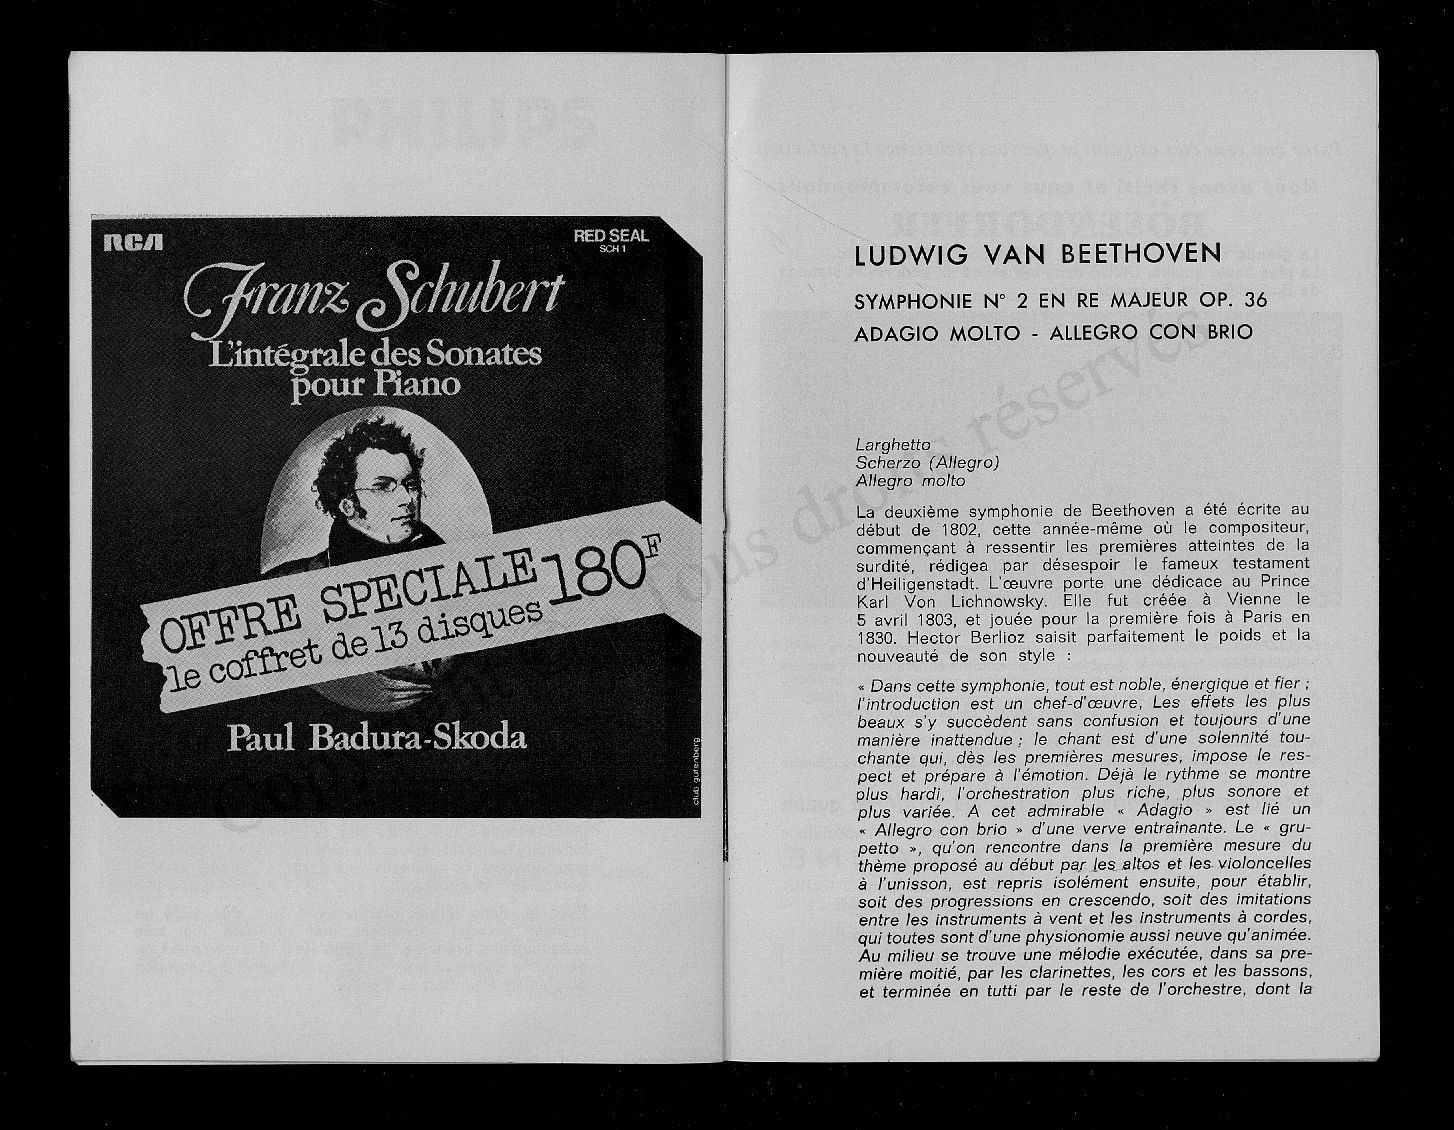 RCA
RED SEAL
SCH 1
Franz Schubert
L'intégrale des Sonates
pour Piano
OFFRE SPECIALE 180F
le coffret de 13 disques
Paul Badura-Skoda
club gutenberg
LUDWIG VAN BEETHOVEN
SYMPHONIE N° 2 EN RE MAJEUR OP. 36
ADAGIO MOLTO - ALLEGRO CON BRIO
Larghetto
Scherzo (Allegro)
Allegro molto
La deuxième symphonie de Beethoven a été écrite au
début de 1802, cette année-même où le compositeur,
commençant à ressentir les premières atteintes de la
surdité, rédigea par désespoir le fameux testament
d'Heiligenstadt. L'œuvre porte une dédicace au Prince
Karl Von Lichnowsky. Elle fut créée à Vienne le
5 avril 1803, et jouée pour la première fois à Paris en
1830. Hector Berlioz saisit parfaitement le poids et la
nouveauté de son style :
« Dans cette symphonie, tout est noble, énergique et fier ;
l'introduction est un chef-d'œuvre, Les effets les plus
beaux s'y succèdent sans confusion et toujours d'une
manière inattendue ; le chant est d'une solennité tou-
chante qui, dès les premières mesures, impose le res-
pect et prépare à l'émotion. Déjà le rythme se montre
plus hardi, l'orchestration plus riche, plus sonore et
plus variée. A cet admirable « Adagio » est lié un
« Allegro con brio » d'une verve entraînante. Le « gru-
petto », qu'on rencontre dans la première mesure du
thème proposé au début par les altos et les violoncelles
à l'unisson, est repris isolément ensuite, pour établir,
soit des progressions en crescendo, soit des imitations
entre les instruments à vent et les instruments à cordes,
qui toutes sont d'une physionomie aussi neuve qu'animée.
Au milieu se trouve une mélodie exécutée, dans sa pre-
mière moitié, par les clarinettes, les cors et les bassons,
et terminée en tutti par le reste de l'orchestre, dont la
tous droits réservés